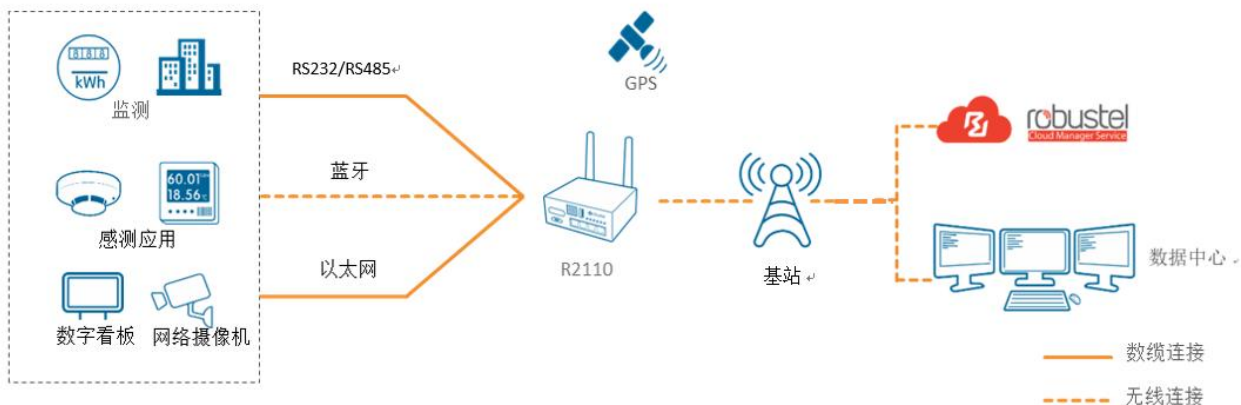 kWh
监测
60.01
18.56
感测应用
数字看板
网络摄像机
RS232/RS485
蓝牙
以太网
GPS
R2110
基站
robustel
Cloud Manager Service
数据中心
数缆连接
无线连接